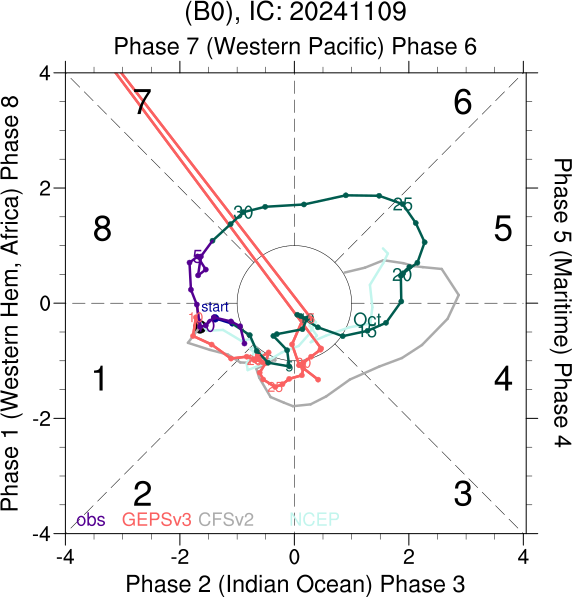 (B0), IC: 20241109
Phase 7 (Western Pacific) Phase 6
Phase 1 (Western Hem, Africa) Phase 8
Phase 5 (Maritime) Phase 4
4
2
0
-2
-4
7
6
8
5
1
4
2
3
30
25
5
20
start
Oct
15
obs GEPSv3 CFSv2 NCEP
-4 -2 0 2 4
Phase 2 (Indian Ocean) Phase 3